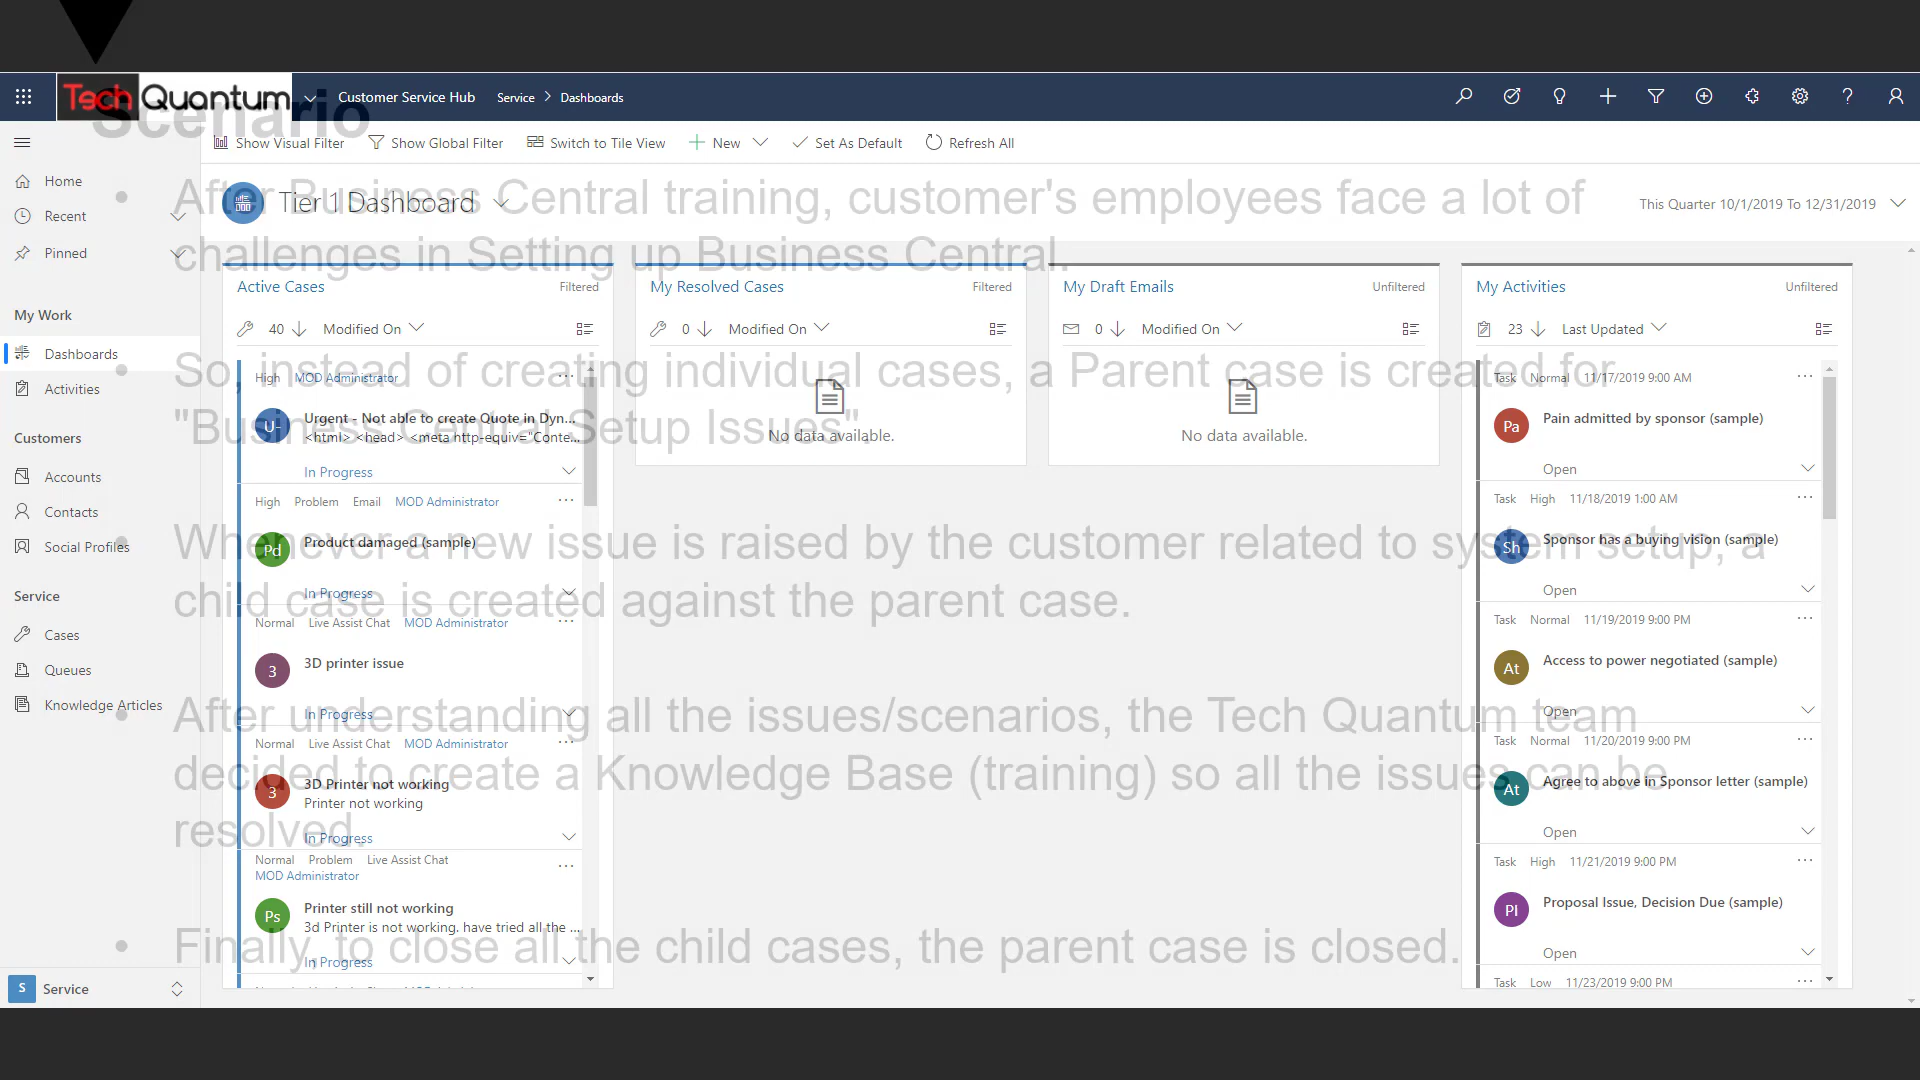 Tech Quantum
Customer Service Hub Service > Dashboards
Scenario
Show Visual Filter Show Global Filter Switch to Tile View New Set As Default Refresh All
Home
Recent
Pinned
My Work
Dashboards
Activities
Customers
Accounts
Contacts
Social Profiles
Service
Cases
Queues
Knowledge Articles
S Service
Tier 1 Dashboard
This Quarter 10/1/2019 To 12/31/2019
• After Business Central training, customer's employees face a lot of
challenges in Setting up Business Central.
• So, instead of creating individual cases, a Parent case is created for
"Business Central Setup Issues"
• Whenever a new issue is raised by the customer related to system setup, a
child case is created against the parent case.
• After understanding all the issues/scenarios, the Tech Quantum team
decided to create a Knowledge Base (training) so all the issues can be
resolved.
• Finally, to close all the child cases, the parent case is closed.
Active Cases Filtered
40 Modified On
High MOD Administrator ...
U- Urgent - Not able to create Quote in Dyn...
<html> <head> <meta http-equiv="Conte...
In Progress
High Problem Email MOD Administrator ...
Pd Product damaged (sample)
In Progress
Normal Live Assist Chat MOD Administrator ...
3 3D printer issue
In Progress
Normal Live Assist Chat MOD Administrator ...
3 3D Printer not working
Printer not working
In Progress
Normal Problem Live Assist Chat ...
MOD Administrator
Ps Printer still not working
3d Printer is not working. have tried all the ...
In Progress
My Resolved Cases Filtered
0 Modified On
No data available.
My Draft Emails Unfiltered
0 Modified On
No data available.
My Activities Unfiltered
23 Last Updated
Task Normal 11/17/2019 9:00 AM ...
Pa Pain admitted by sponsor (sample)
Open
Task High 11/18/2019 1:00 AM ...
Sh Sponsor has a buying vision (sample)
Open
Task Normal 11/19/2019 9:00 PM ...
At Access to power negotiated (sample)
Open
Task Normal 11/20/2019 9:00 PM ...
At Agree to above in Sponsor letter (sample)
Open
Task High 11/21/2019 9:00 PM ...
PI Proposal Issue, Decision Due (sample)
Open
Task Low 11/23/2019 9:00 PM ...